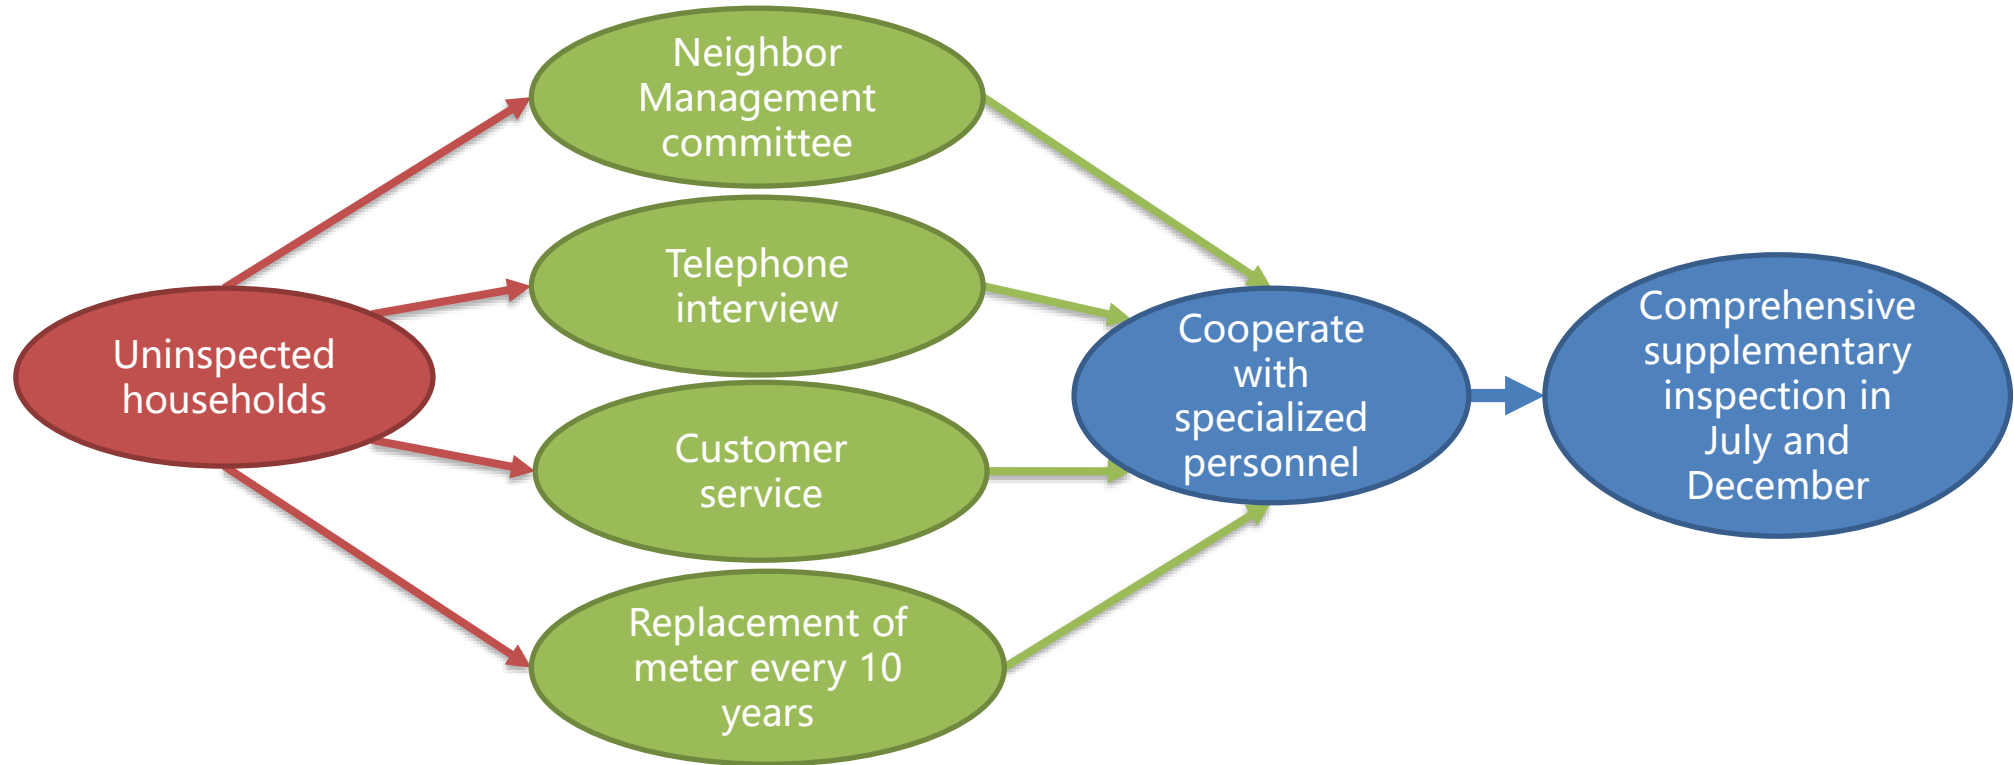 Neighbor
Management
committee
Telephone
interview
Uninspected
households
Customer
service
Replacement of
meter every 10
years
Cooperate
with
specialized
personnel
Comprehensive
supplementary
inspection in
July and
December